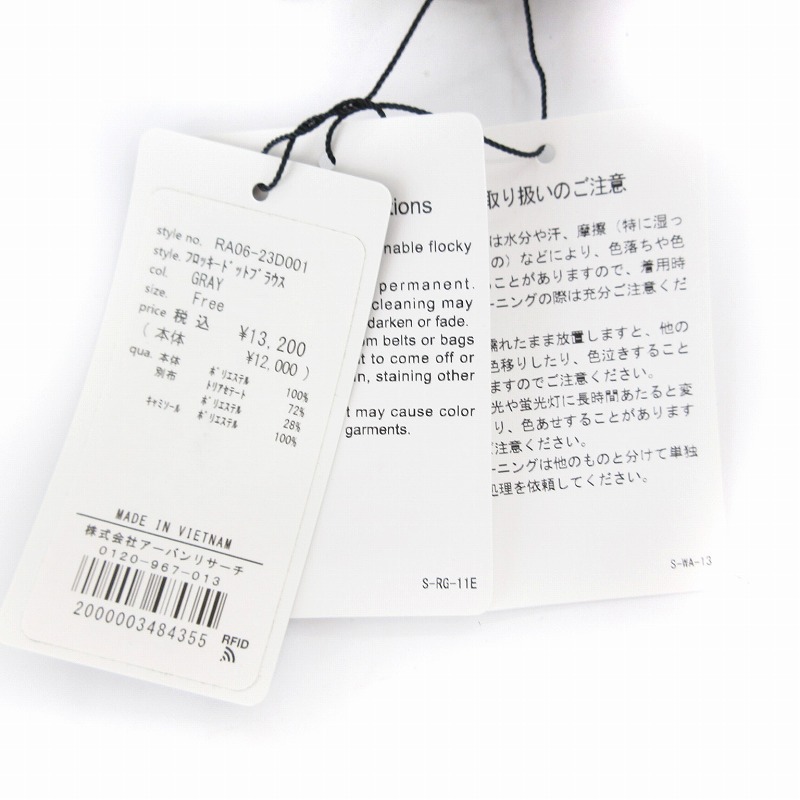 style no. RA06-23D001
style. フロッキードットブラウス
col. GRAY
size. Free
price 税込 ¥13,200
( 本体 ¥12,000 )
qua. 本体 ポリエステル 100%
別布 トリアセテート 72%
ポリエステル 28%
キャミソール ポリエステル 100%
MADE IN VIETNAM
株式会社アーバンリサーチ
0120-967-013
2000003484355
RFID
tions
nable flocky
permanent.
cleaning may
darken or fade.
m belts or bags
t to come off or
n, staining other
t may cause color
garments.
S-RG-11E
取り扱いのご注意
は水分や汗、摩擦（特に湿っ
の）などにより、色落ちや色
ことがありますので、着用時
ーニングの際は充分ご注意くだ
濡れたまま放置しますと、他の
色移りしたり、色泣きすること
ますのでご注意ください。
光や蛍光灯に長時間あたると変
り、色あせすることがあります
ご注意ください。
ーニングは他のものと分けて単独
処理を依頼してください。
S-WA-13